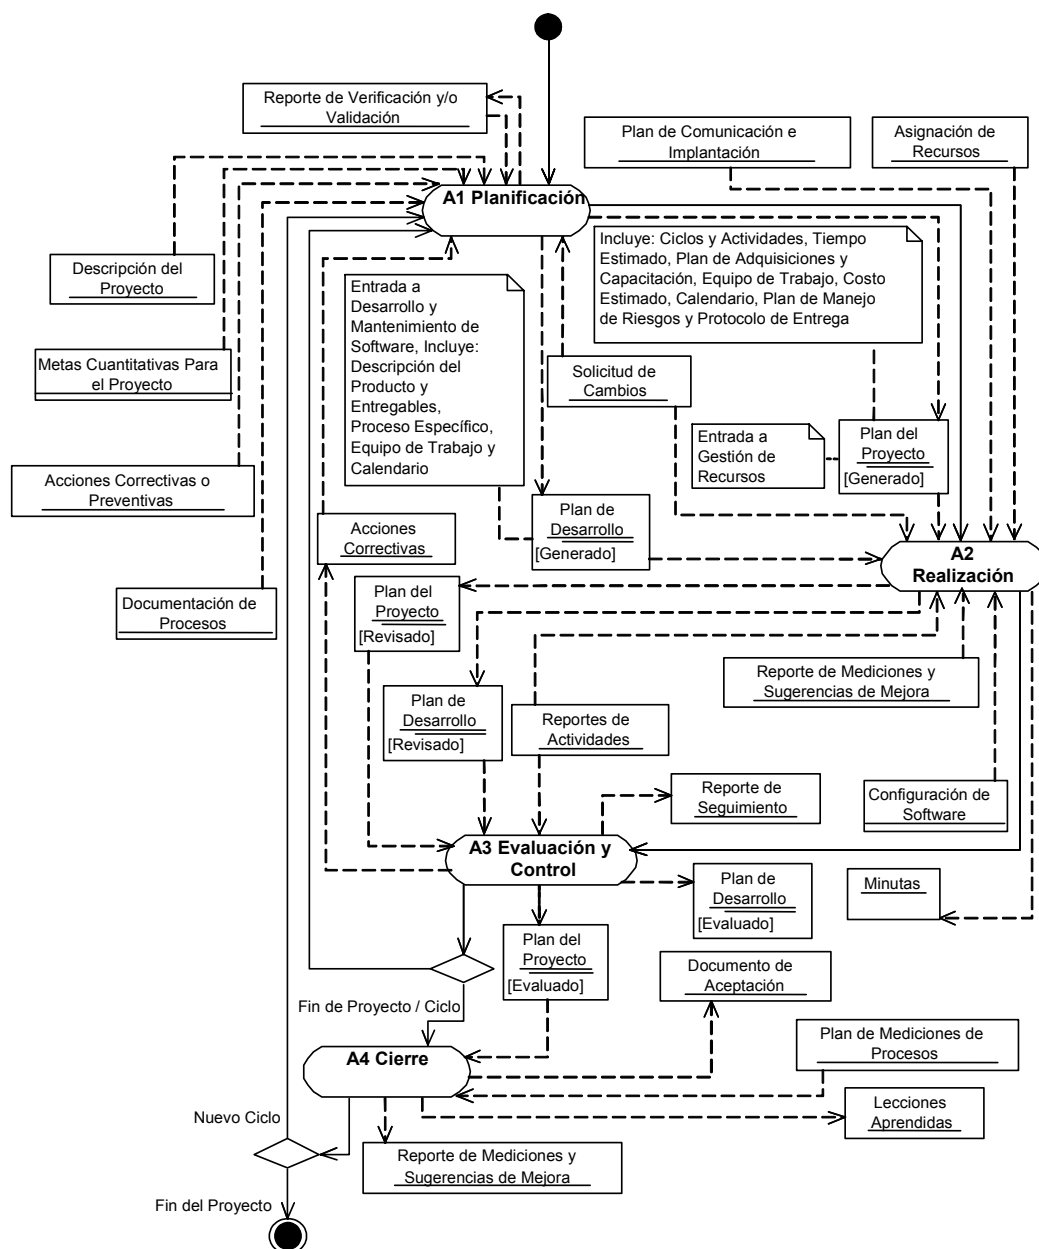 Reporte de Verificación y/o
Validación
Plan de Comunicación e
Implantación
Asignación de
Recursos
A1 Planificación
Descripción del
Proyecto
Entrada a
Desarrollo y
Mantenimiento de
Software, Incluye:
Descripción del
Producto y
Entregables,
Proceso Específico,
Equipo de Trabajo y
Calendario
Incluye: Ciclos y Actividades, Tiempo
Estimado, Plan de Adquisiciones y
Capacitación, Equipo de Trabajo, Costo
Estimado, Calendario, Plan de Manejo
de Riesgos y Protocolo de Entrega
Metas Cuantitativas Para
el Proyecto
Solicitud de
Cambios
Entrada a
Gestión de
Recursos
Plan del
Proyecto
[Generado]
Acciones Correctivas o
Preventivas
Acciones
Correctivas
Plan de
Desarrollo
[Generado]
A2
Realización
Documentación de
Procesos
Plan del
Proyecto
[Revisado]
Reporte de Mediciones y
Sugerencias de Mejora
Plan de
Desarrollo
[Revisado]
Reportes de
Actividades
Reporte de
Seguimiento
Configuración de
Software
A3 Evaluación y
Control
Plan de
Desarrollo
[Evaluado]
Minutas
Plan del
Proyecto
[Evaluado]
Documento de
Aceptación
Fin de Proyecto / Ciclo
A4 Cierre
Plan de Mediciones de
Procesos
Lecciones
Aprendidas
Nuevo Ciclo
Reporte de Mediciones y
Sugerencias de Mejora
Fin del Proyecto